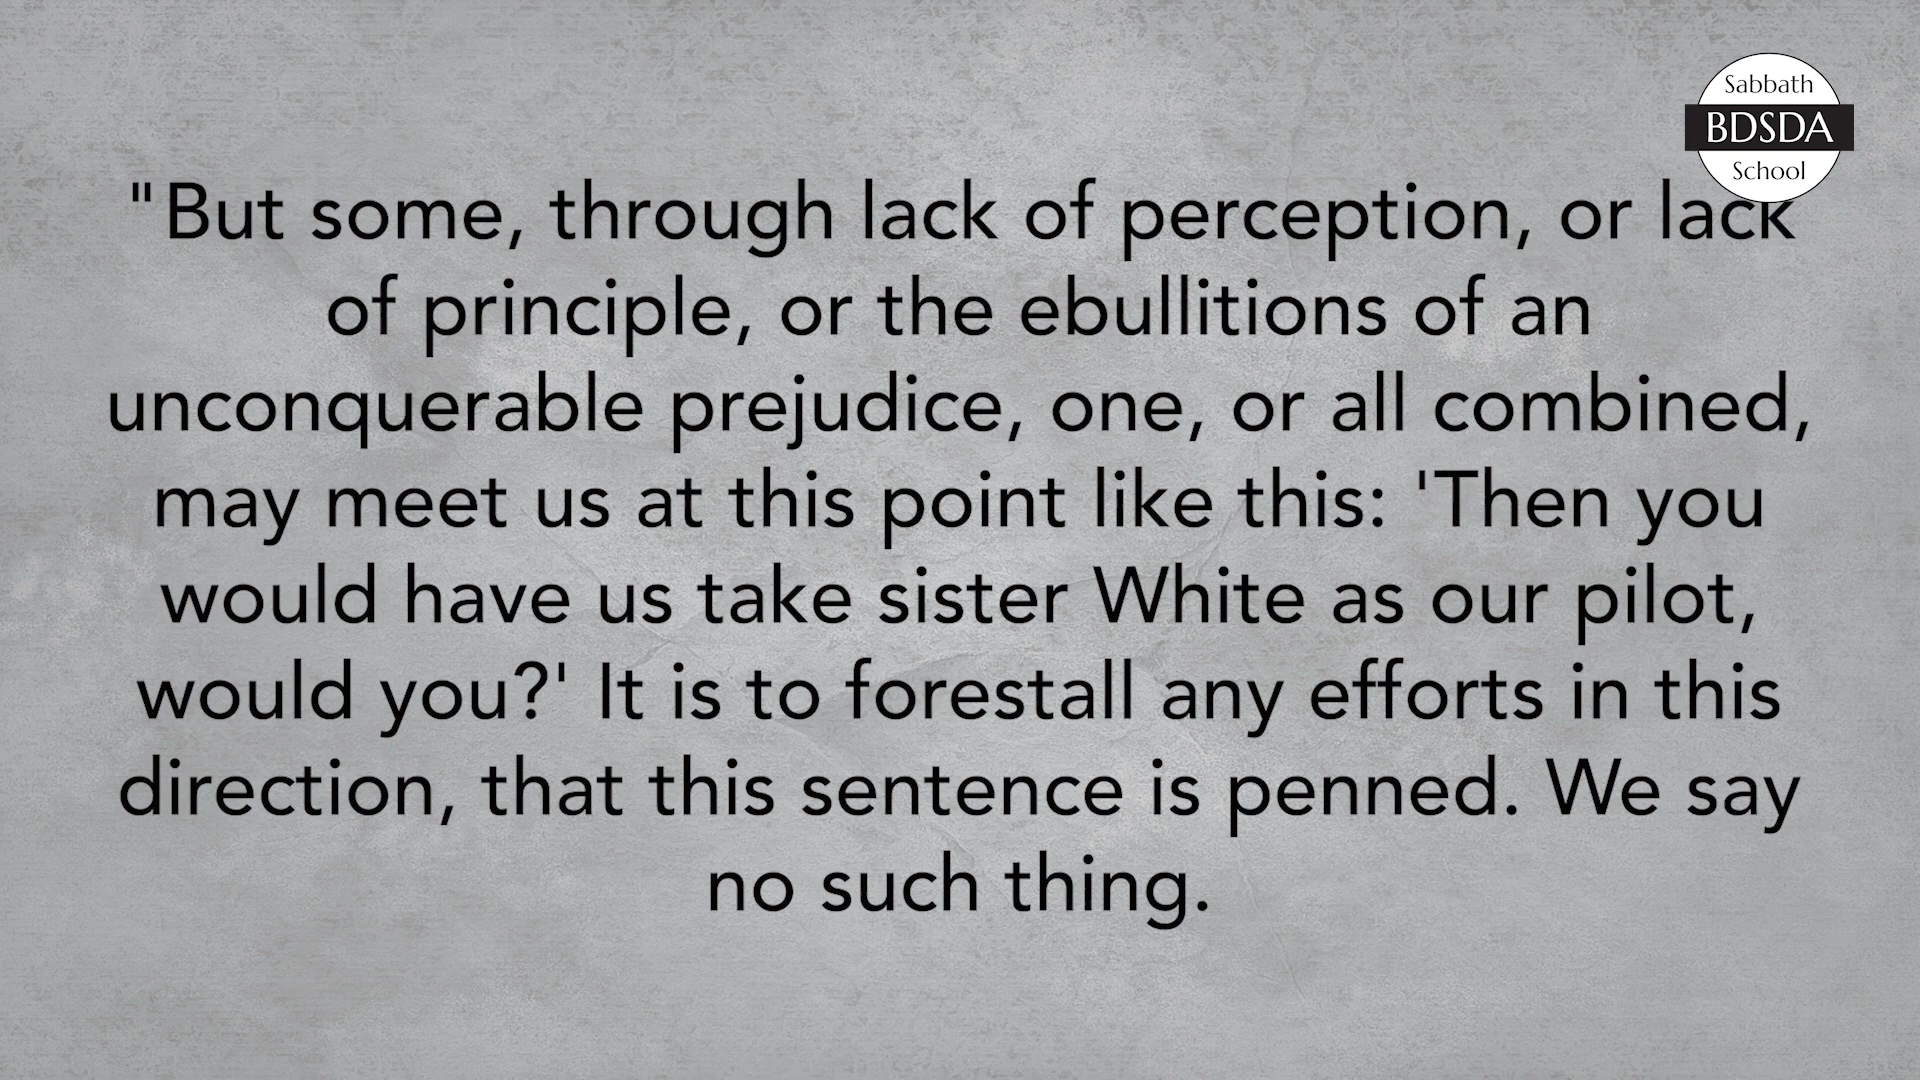 Sabbath
BDSDA
School
"But some, through lack of perception, or lack
of principle, or the ebullitions of an
unconquerable prejudice, one, or all combined,
may meet us at this point like this: 'Then you
would have us take sister White as our pilot,
would you?' It is to forestall any efforts in this
direction, that this sentence is penned. We say
no such thing.